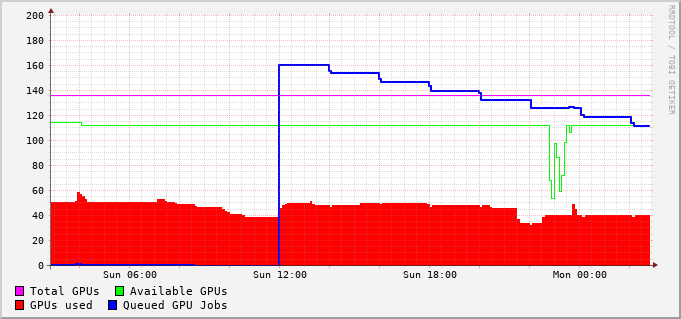 200
180
160
140
120
100
80
60
40
20
0
Sun 06:00 Sun 12:00 Sun 18:00 Mon 00:00
Total GPUs Available GPUs
GPUs used Queued GPU Jobs
RRDTOOL / TOBI OETIKER